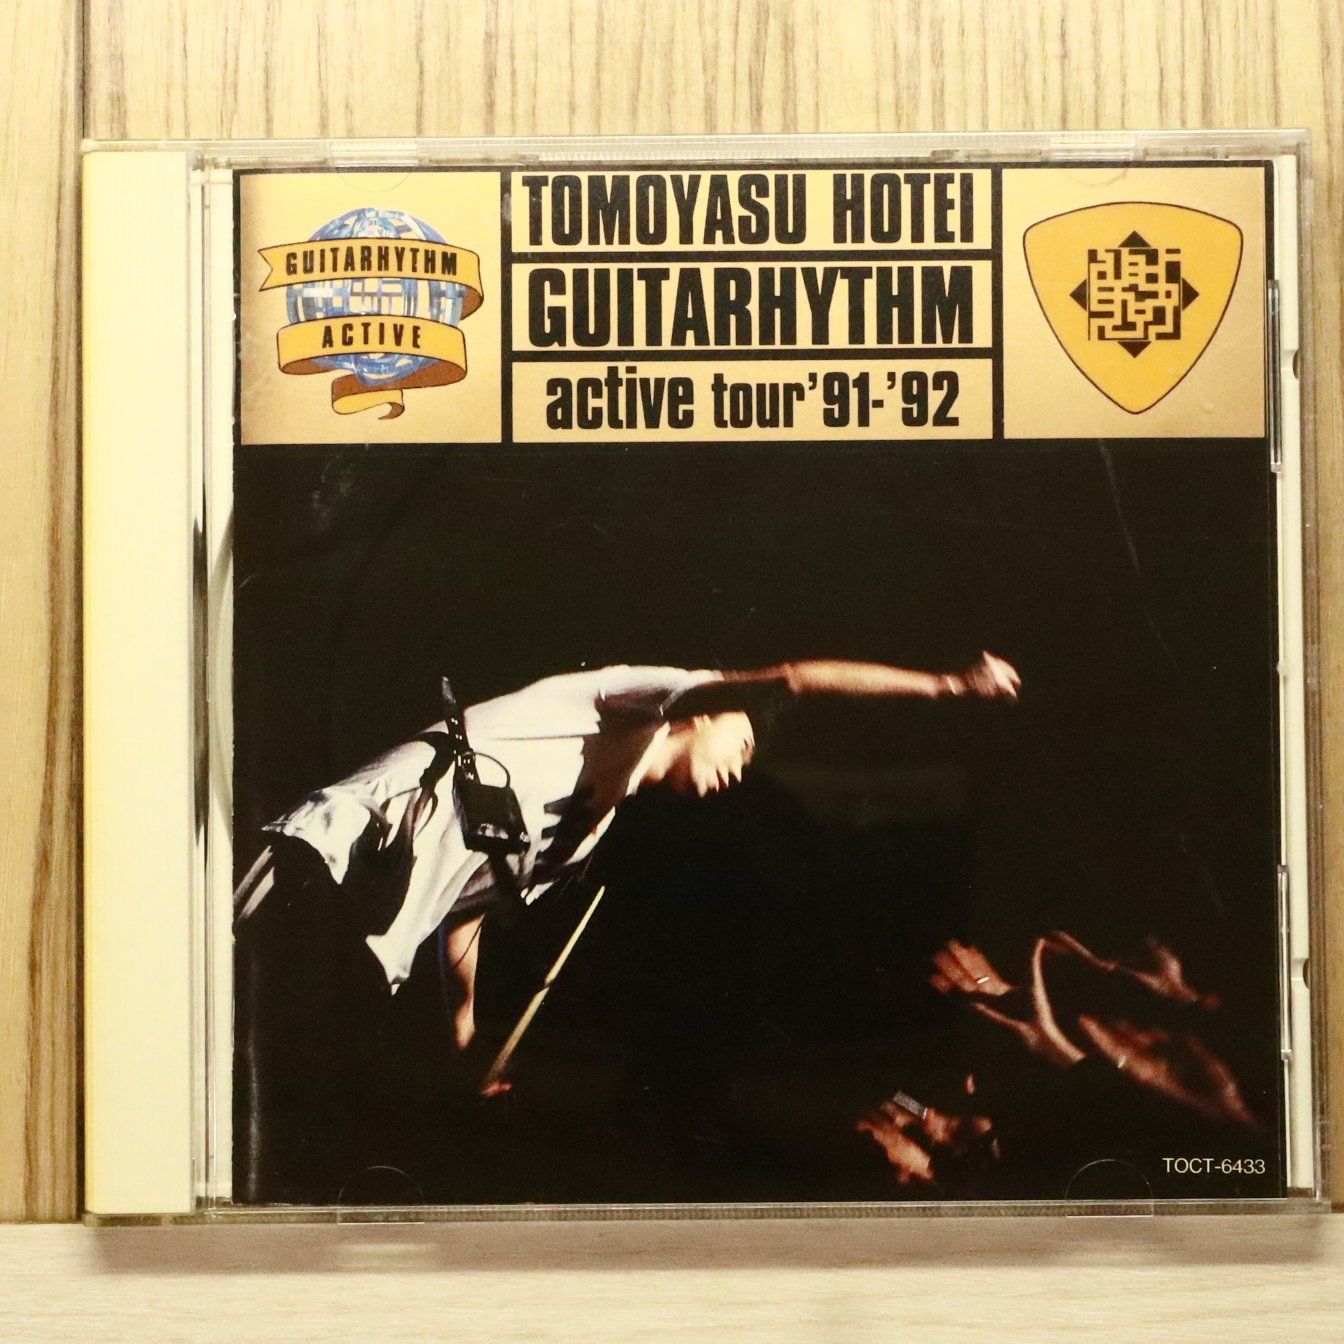 GUITARHYTHM
ACTIVE
TOMOYASU HOTEI
GUITARHYTHM
active tour'91-'92
TOCT-6433